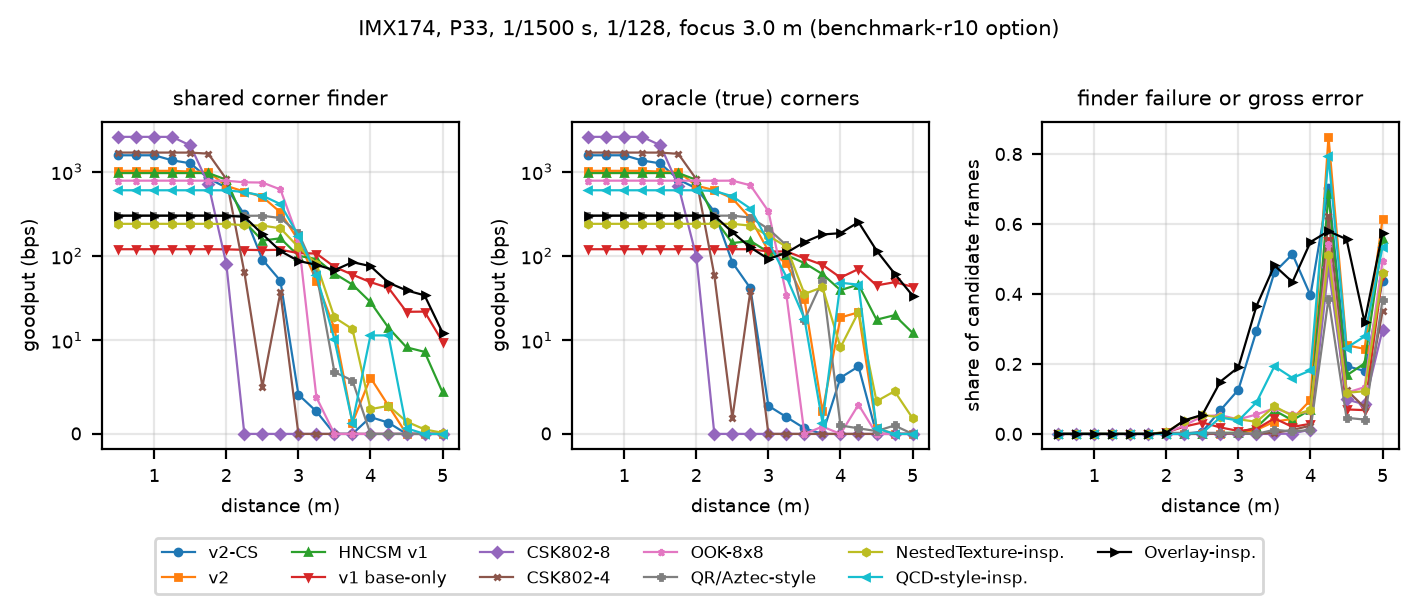 IMX174, P33, 1/1500 s, 1/128, focus 3.0 m (benchmark-r10 option)
shared corner finder
goodput (bps)
10³
10²
10¹
0
1 2 3 4 5
distance (m)
oracle (true) corners
goodput (bps)
10³
10²
10¹
0
1 2 3 4 5
distance (m)
finder failure or gross error
share of candidate frames
0.8
0.6
0.4
0.2
0.0
1 2 3 4 5
distance (m)
v2-CS HNCSM v1 CSK802-8 OOK-8x8 NestedTexture-insp. Overlay-insp.
v2 v1 base-only CSK802-4 QR/Aztec-style QCD-style-insp.